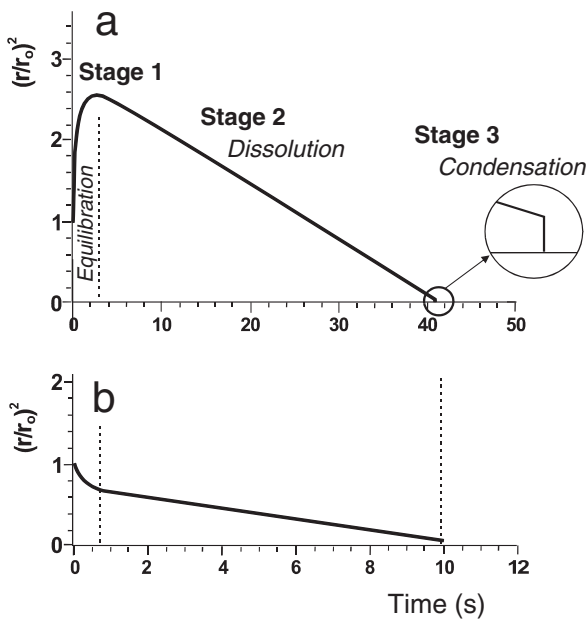 a
(r/r₀)²
3
2
1
0
Stage 1
Stage 2
Dissolution
Stage 3
Condensation
Equilibration
0 10 20 30 40 50
b
(r/r₀)²
2
1
0
0 2 4 6 8 10 12
Time (s)